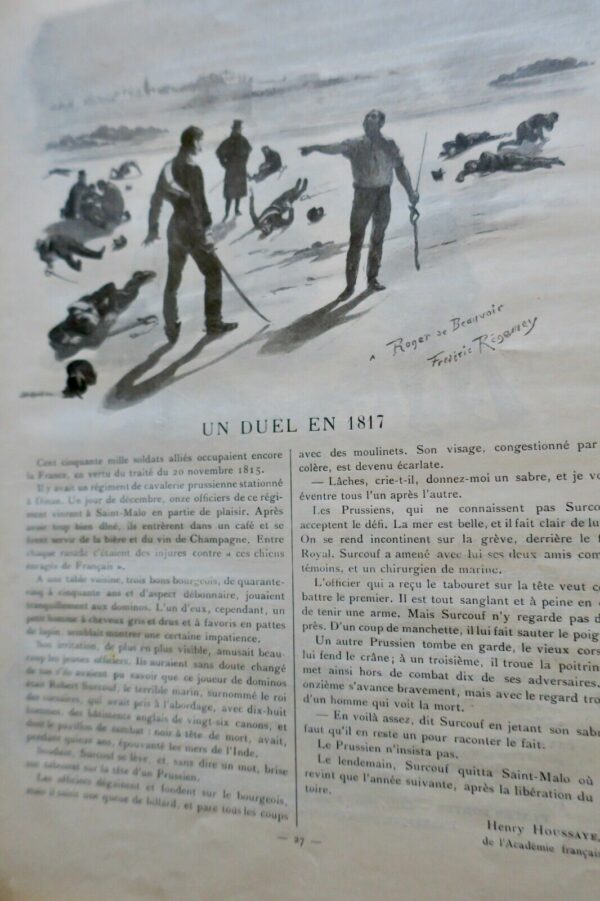 A Roger de Beauvoir
Frédéric Régamey
UN DUEL EN 1817
Cent cinquante mille soldats alliés occupaient encore
la France, en vertu du traité du 20 novembre 1815.
Il y avait un régiment de cavalerie prussienne stationné
à Dinan. Un jour de décembre, onze officiers de ce régi-
ment vinrent à Saint-Malo en partie de plaisir. Après
avoir trop bien dîné, ils entrèrent dans un café et se
firent servir de la bière et du vin de Champagne. Entre
chaque rasade c'étaient des injures contre « ces chiens
enragés de Français ».
A une table voisine, trois bons bourgeois, de quarante-
cinq à cinquante ans et d'aspect débonnaire, jouaient
tranquillement aux dominos. L'un d'eux, cependant, un
petit homme à cheveux gris et drus et à favoris en pattes
de lapin, semblait montrer une certaine impatience.
Son irritation, de plus en plus visible, amusait beau-
coup les jeunes officiers. Ils auraient sans doute changé
de ton s'ils avaient pu savoir que ce joueur de dominos
était Robert Surcouf, le terrible marin, surnommé le roi
des corsaires, qui avait pris à l'abordage, avec dix-huit
hommes, des bâtiments anglais de vingt-six canons, et
dont le pavillon de combat : noir à tête de mort, avait,
pendant quinze ans, épouvanté les mers de l'Inde.
Soudain, Surcouf se lève, et, sans dire un mot, brise
un tabouret sur la tête d'un Prussien.
Les officiers dégainent et fondent sur le bourgeois,
mais il saisit une queue de billard, et pare tous les coups
avec des moulinets. Son visage, congestionné par
colère, est devenu écarlate.
— Lâches, crie-t-il, donnez-moi un sabre, et je vo
éventre tous l'un après l'autre.
Les Prussiens, qui ne connaissent pas Surcou
acceptent le défi. La mer est belle, et il fait clair de lu
On se rend incontinent sur la grève, derrière le f
Royal. Surcouf a amené avec lui ses deux amis com
témoins, et un chirurgien de marine.
L'officier qui a reçu le tabouret sur la tête veut co
battre le premier. Il est tout sanglant et à peine en é
de tenir une arme. Mais Surcouf n'y regarde pas d
près. D'un coup de manchette, il lui fait sauter le poig
Un autre Prussien tombe en garde, le vieux cors
lui fend le crâne ; à un troisième, il troue la poitrin
met ainsi hors de combat dix de ses adversaires.
onzième s'avance bravement, mais avec le regard tro
d'un homme qui voit la mort.
— En voilà assez, dit Surcouf en jetant son sab
faut qu'il en reste un pour raconter le fait.
Le Prussien n'insista pas.
Le lendemain, Surcouf quitta Saint-Malo où
revint que l'année suivante, après la libération du
toire.
Henry HOUSSAYE,
de l'Académie françai
— 27 —